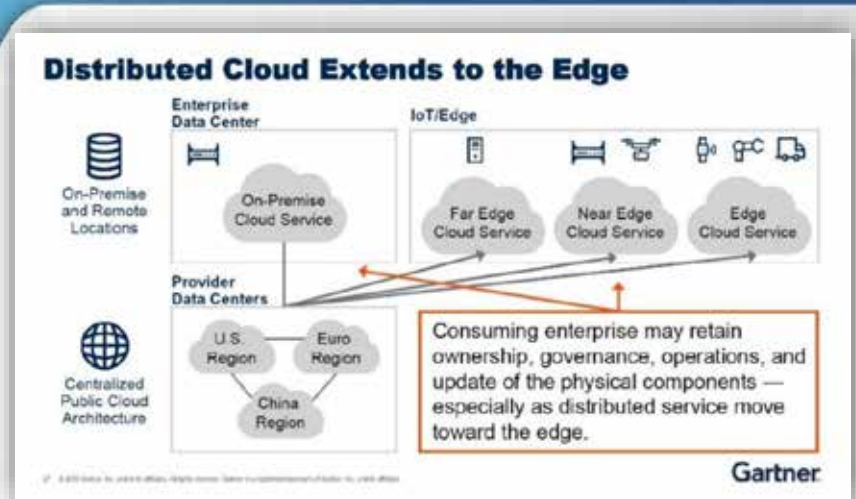 Distributed Cloud Extends to the Edge
Enterprise
Data Center
IoT/Edge
On-Premise
and Remote
Locations
On-Premise
Cloud Service
Far Edge
Cloud Service
Near Edge
Cloud Service
Edge
Cloud Service
Provider
Data Centers
Centralized
Public Cloud
Architecture
U.S.
Region
Euro
Region
China
Region
Consuming enterprise may retain
ownership, governance, operations, and
update of the physical components —
especially as distributed service move
toward the edge.
Gartner